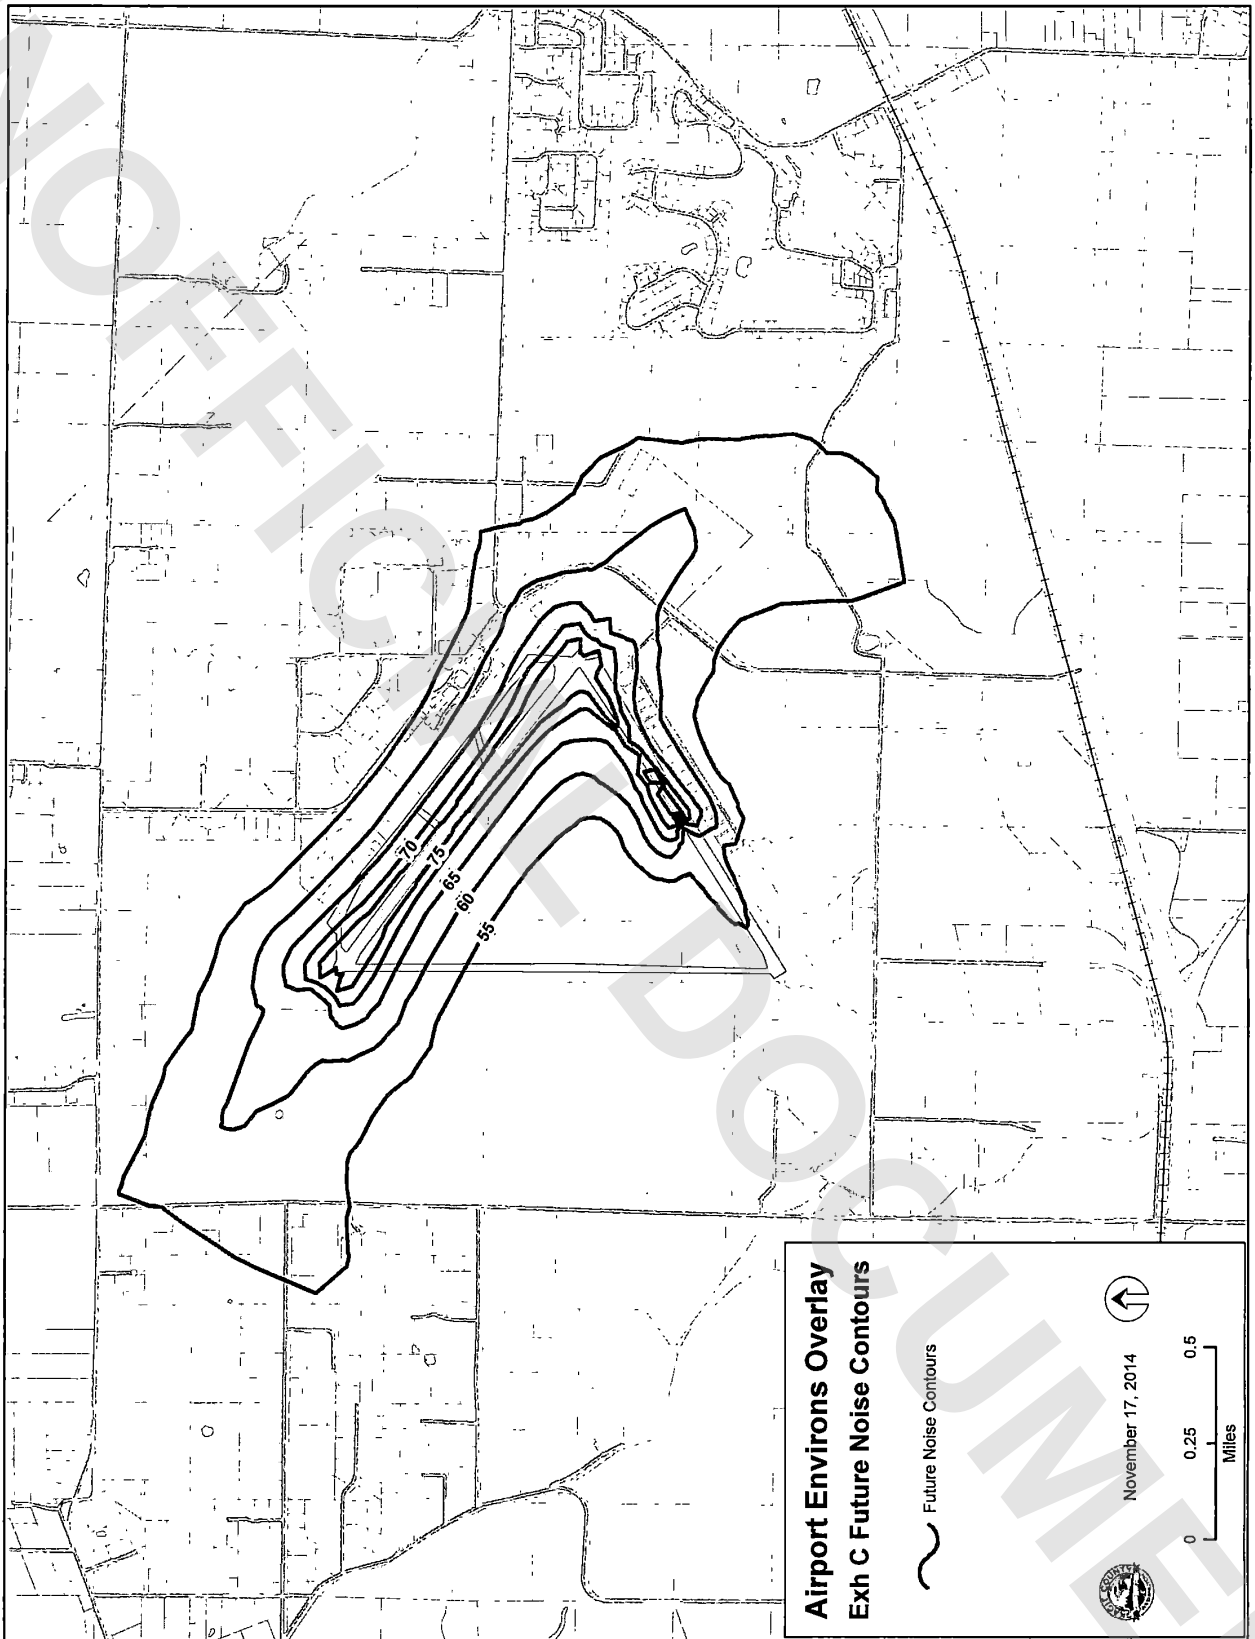 UNOFFICIAL DOCUMENT
70
75
65
60
55
Airport Environs Overlay
Exh C Future Noise Contours
Future Noise Contours
November 17, 2014
0 0.25 0.5
Miles